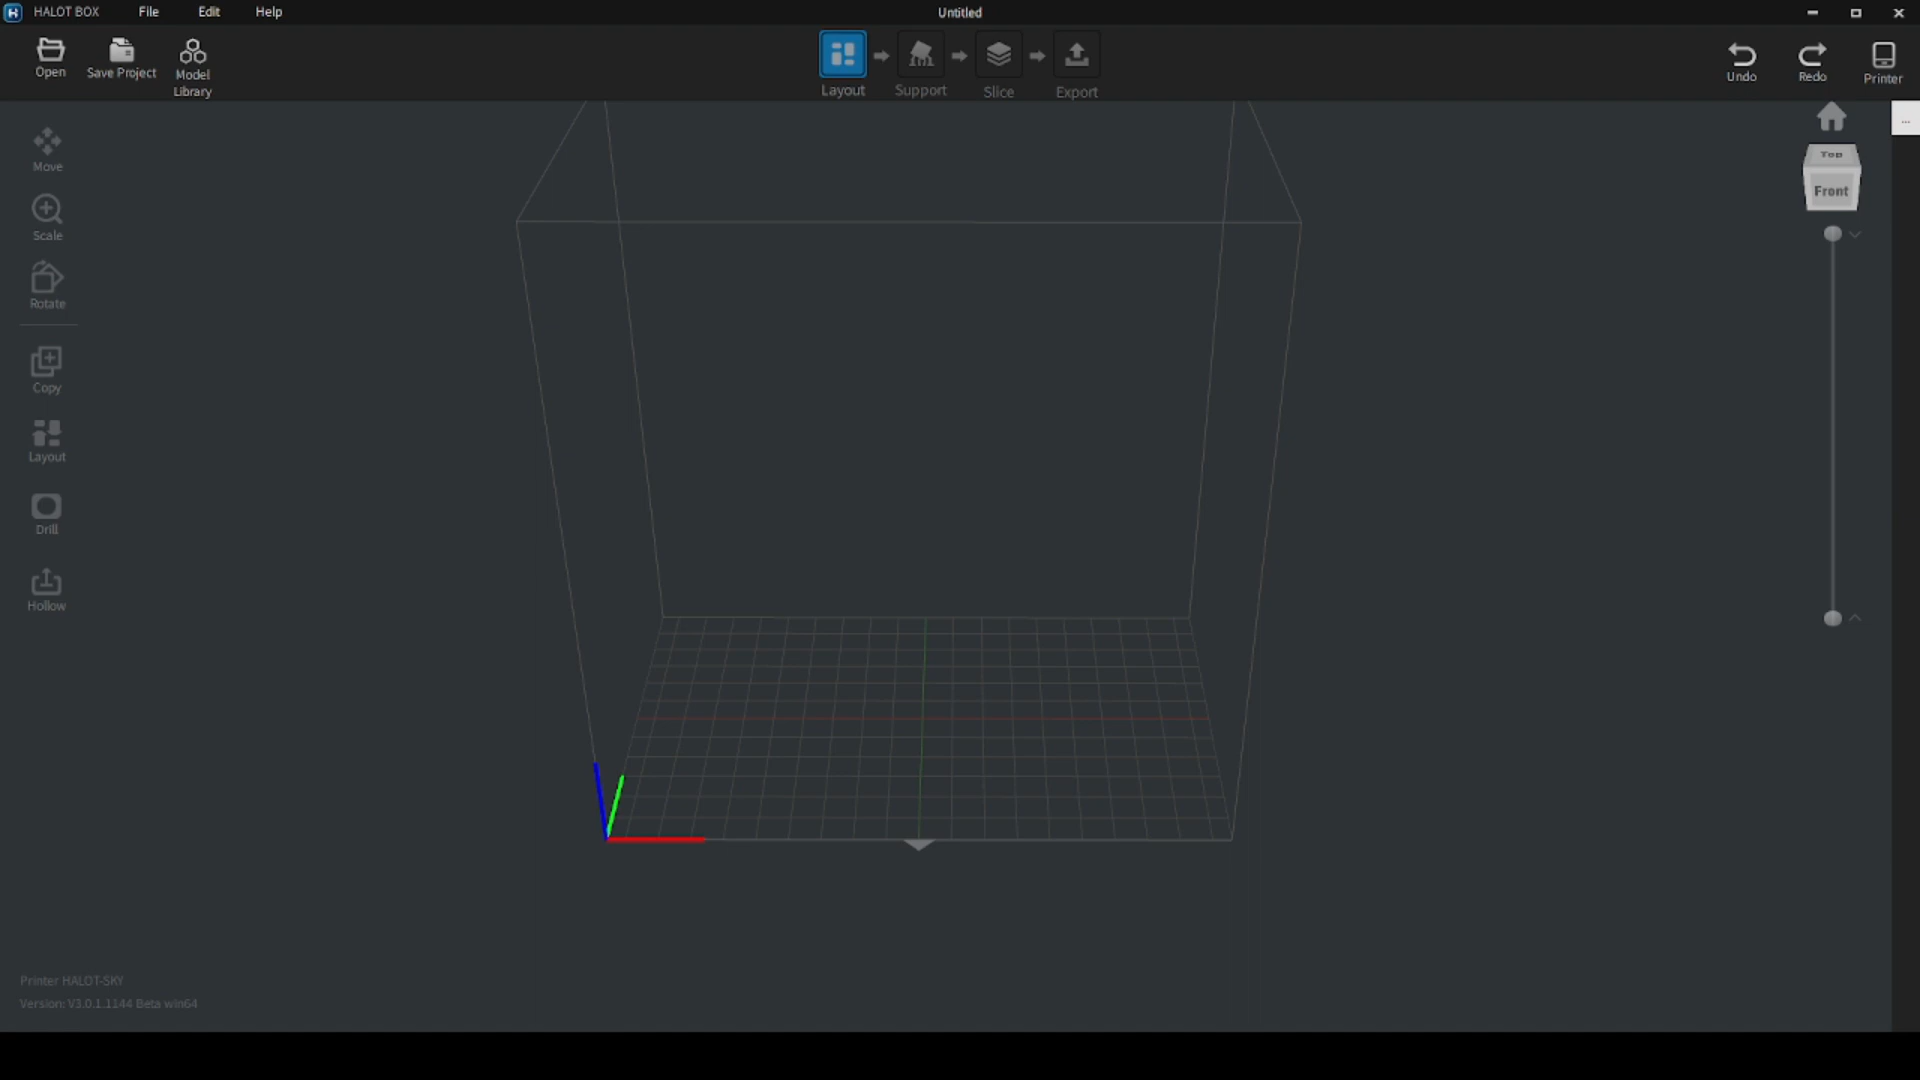 HALOT BOX File Edit Help Untitled
Open Save Project Model Library Layout Support Slice Export Undo Redo Printer
...
Top
Front
Move
Scale
Rotate
Copy
Layout
Drill
Hollow
Printer HALOT-SKY
Version: V3.0.1.1144 Beta win64